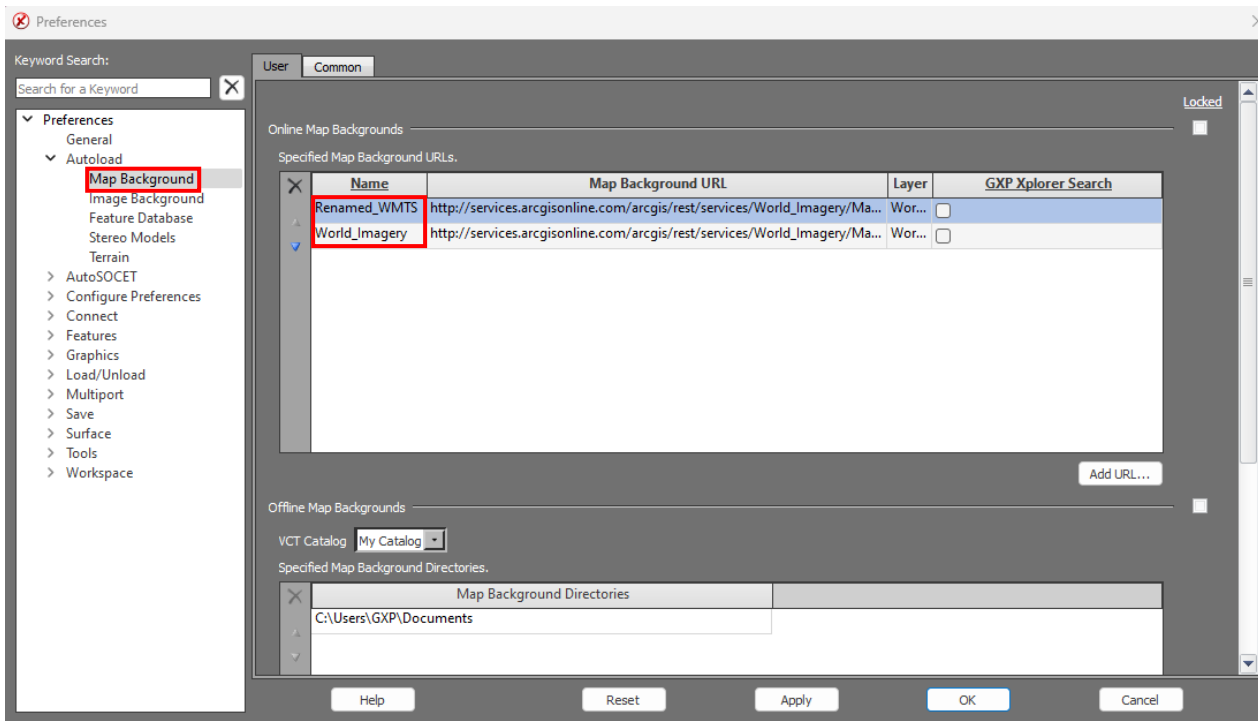 Preferences
Keyword Search:
Search for a Keyword
Preferences
General
Autoload
Map Background
Image Background
Feature Database
Stereo Models
Terrain
AutoSOCET
Configure Preferences
Connect
Features
Graphics
Load/Unload
Multiport
Save
Surface
Tools
Workspace
User Common
Locked
Online Map Backgrounds
Specified Map Background URLs.
Name Map Background URL Layer GXP Xplorer Search
Renamed_WMTS http://services.arcgisonline.com/arcgis/rest/services/World_Imagery/Ma... Wor...
World_Imagery http://services.arcgisonline.com/arcgis/rest/services/World_Imagery/Ma... Wor...
Add URL...
Offline Map Backgrounds
VCT Catalog My Catalog
Specified Map Background Directories.
Map Background Directories
C:\Users\GXP\Documents
Help Reset Apply OK Cancel